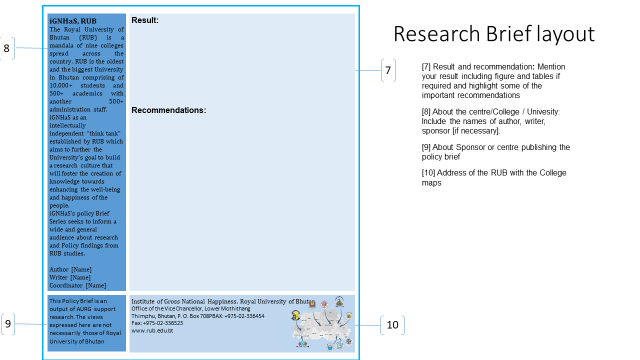 Research Brief layout
8
iGNHaS, RUB
The Royal University of
Bhutan (RUB) is a
mandala of nine colleges
spread across the
country. RUB is the oldest
and the biggest University
in Bhutan comprising of
10,000+ students and
500+ academics with
another 500+
administration staff.
iGNHaS as an
intellectually
independent "think tank"
established by RUB which
aims to further the
University's goal to build
a research culture that
will foster the creation of
knowledge towards
enhancing the well-being
and happiness of the
people.
iGNHaS's policy Brief
Series seeks to inform a
wide and general
audience about research
and Policy findings from
RUB studies.
Author [Name]
Writer [Name]
Coordinator [Name]
Result:
Recommendations:
7
[7] Result and recommendation: Mention
your result including figure and tables if
required and highlight some of the
important recommendations
[8] About the centre/College / Univesity:
Include the names of author, writer,
sponsor [if necessary].
[9] About Sponsor or centre publishing the
policy brief
[10] Address of the RUB with the College
maps
9
This Policy Brief is an
output of AURG support
research. The views
expressed here are not
necessarily those of Royal
University of Bhutan
Institute of Gross National Happiness, Royal University of Bhutan
Office of the Vice Chancellor, Lower Mothithang
Thimphu, Bhutan, P. O. Box 708PBAX: +975-02-336454
Fax: +975-02-336523
www.rub.edu.bt
10